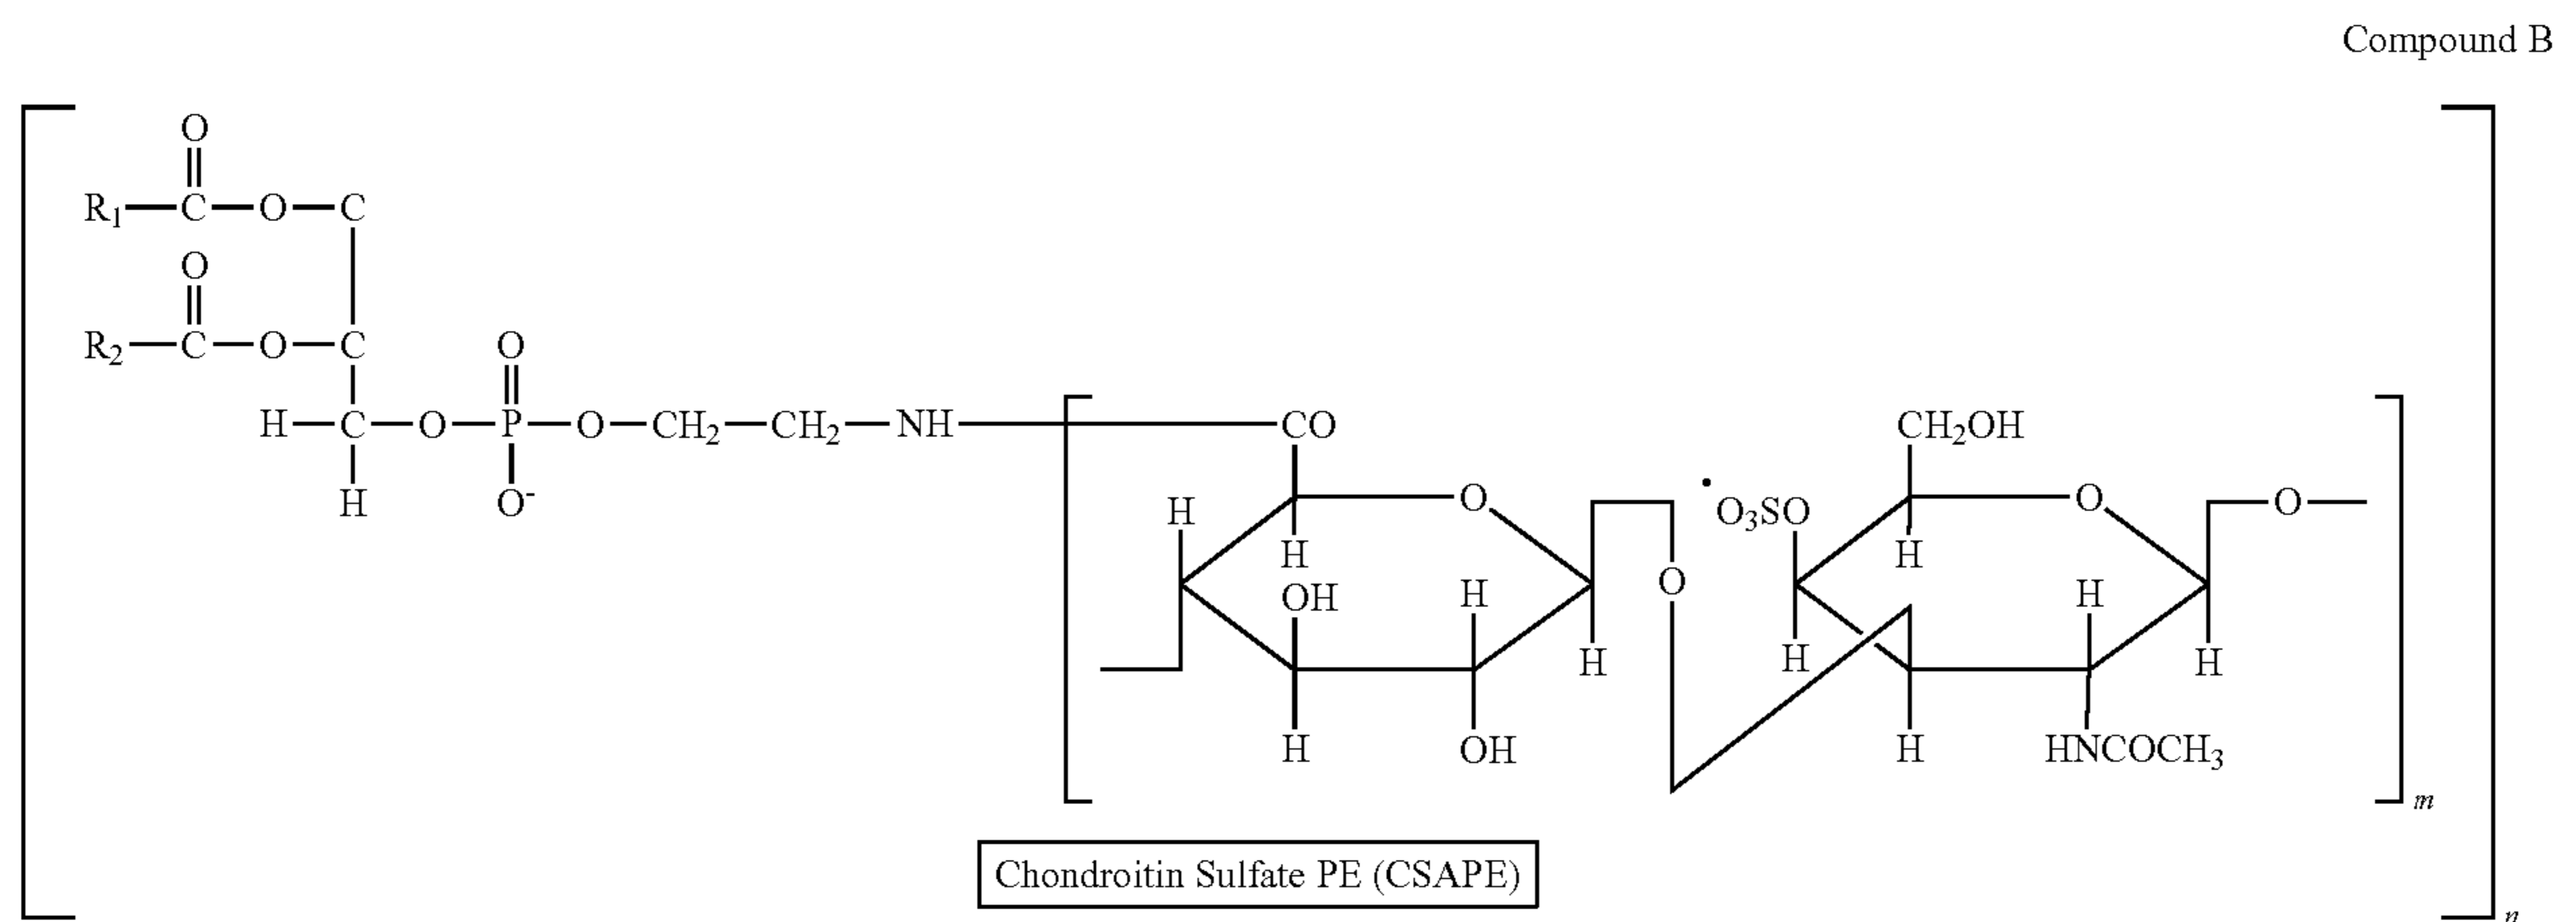 Compound B
O
R₁—C—O—C
O
R₂—C—O—C
O
H—C—O—P—O—CH₂—CH₂—NH—CO
H
O⁻
CH₂OH
H
O
•O₃SO
O
H
H
OH
H
O
H
H
H
H
H
OH
H
HNCOCH₃
O
m
Chondroitin Sulfate PE (CSAPE)
n